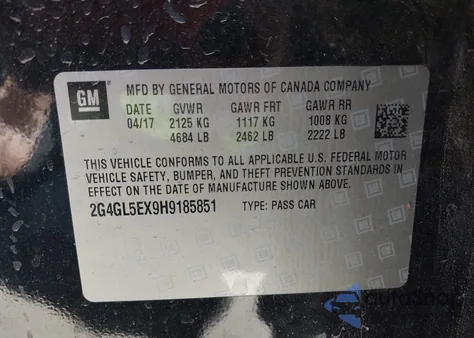 GM
MFD BY GENERAL MOTORS OF CANADA COMPANY
DATE GVWR GAWR FRT GAWR RR
04/17 2125 KG 1117 KG 1008 KG
4684 LB 2462 LB 2222 LB
THIS VEHICLE CONFORMS TO ALL APPLICABLE U.S. FEDERAL MOTOR
VEHICLE SAFETY, BUMPER, AND THEFT PREVENTION STANDARDS IN
EFFECT ON THE DATE OF MANUFACTURE SHOWN ABOVE.
2G4GL5EX9H9185851 TYPE: PASS CAR
AutoSnap